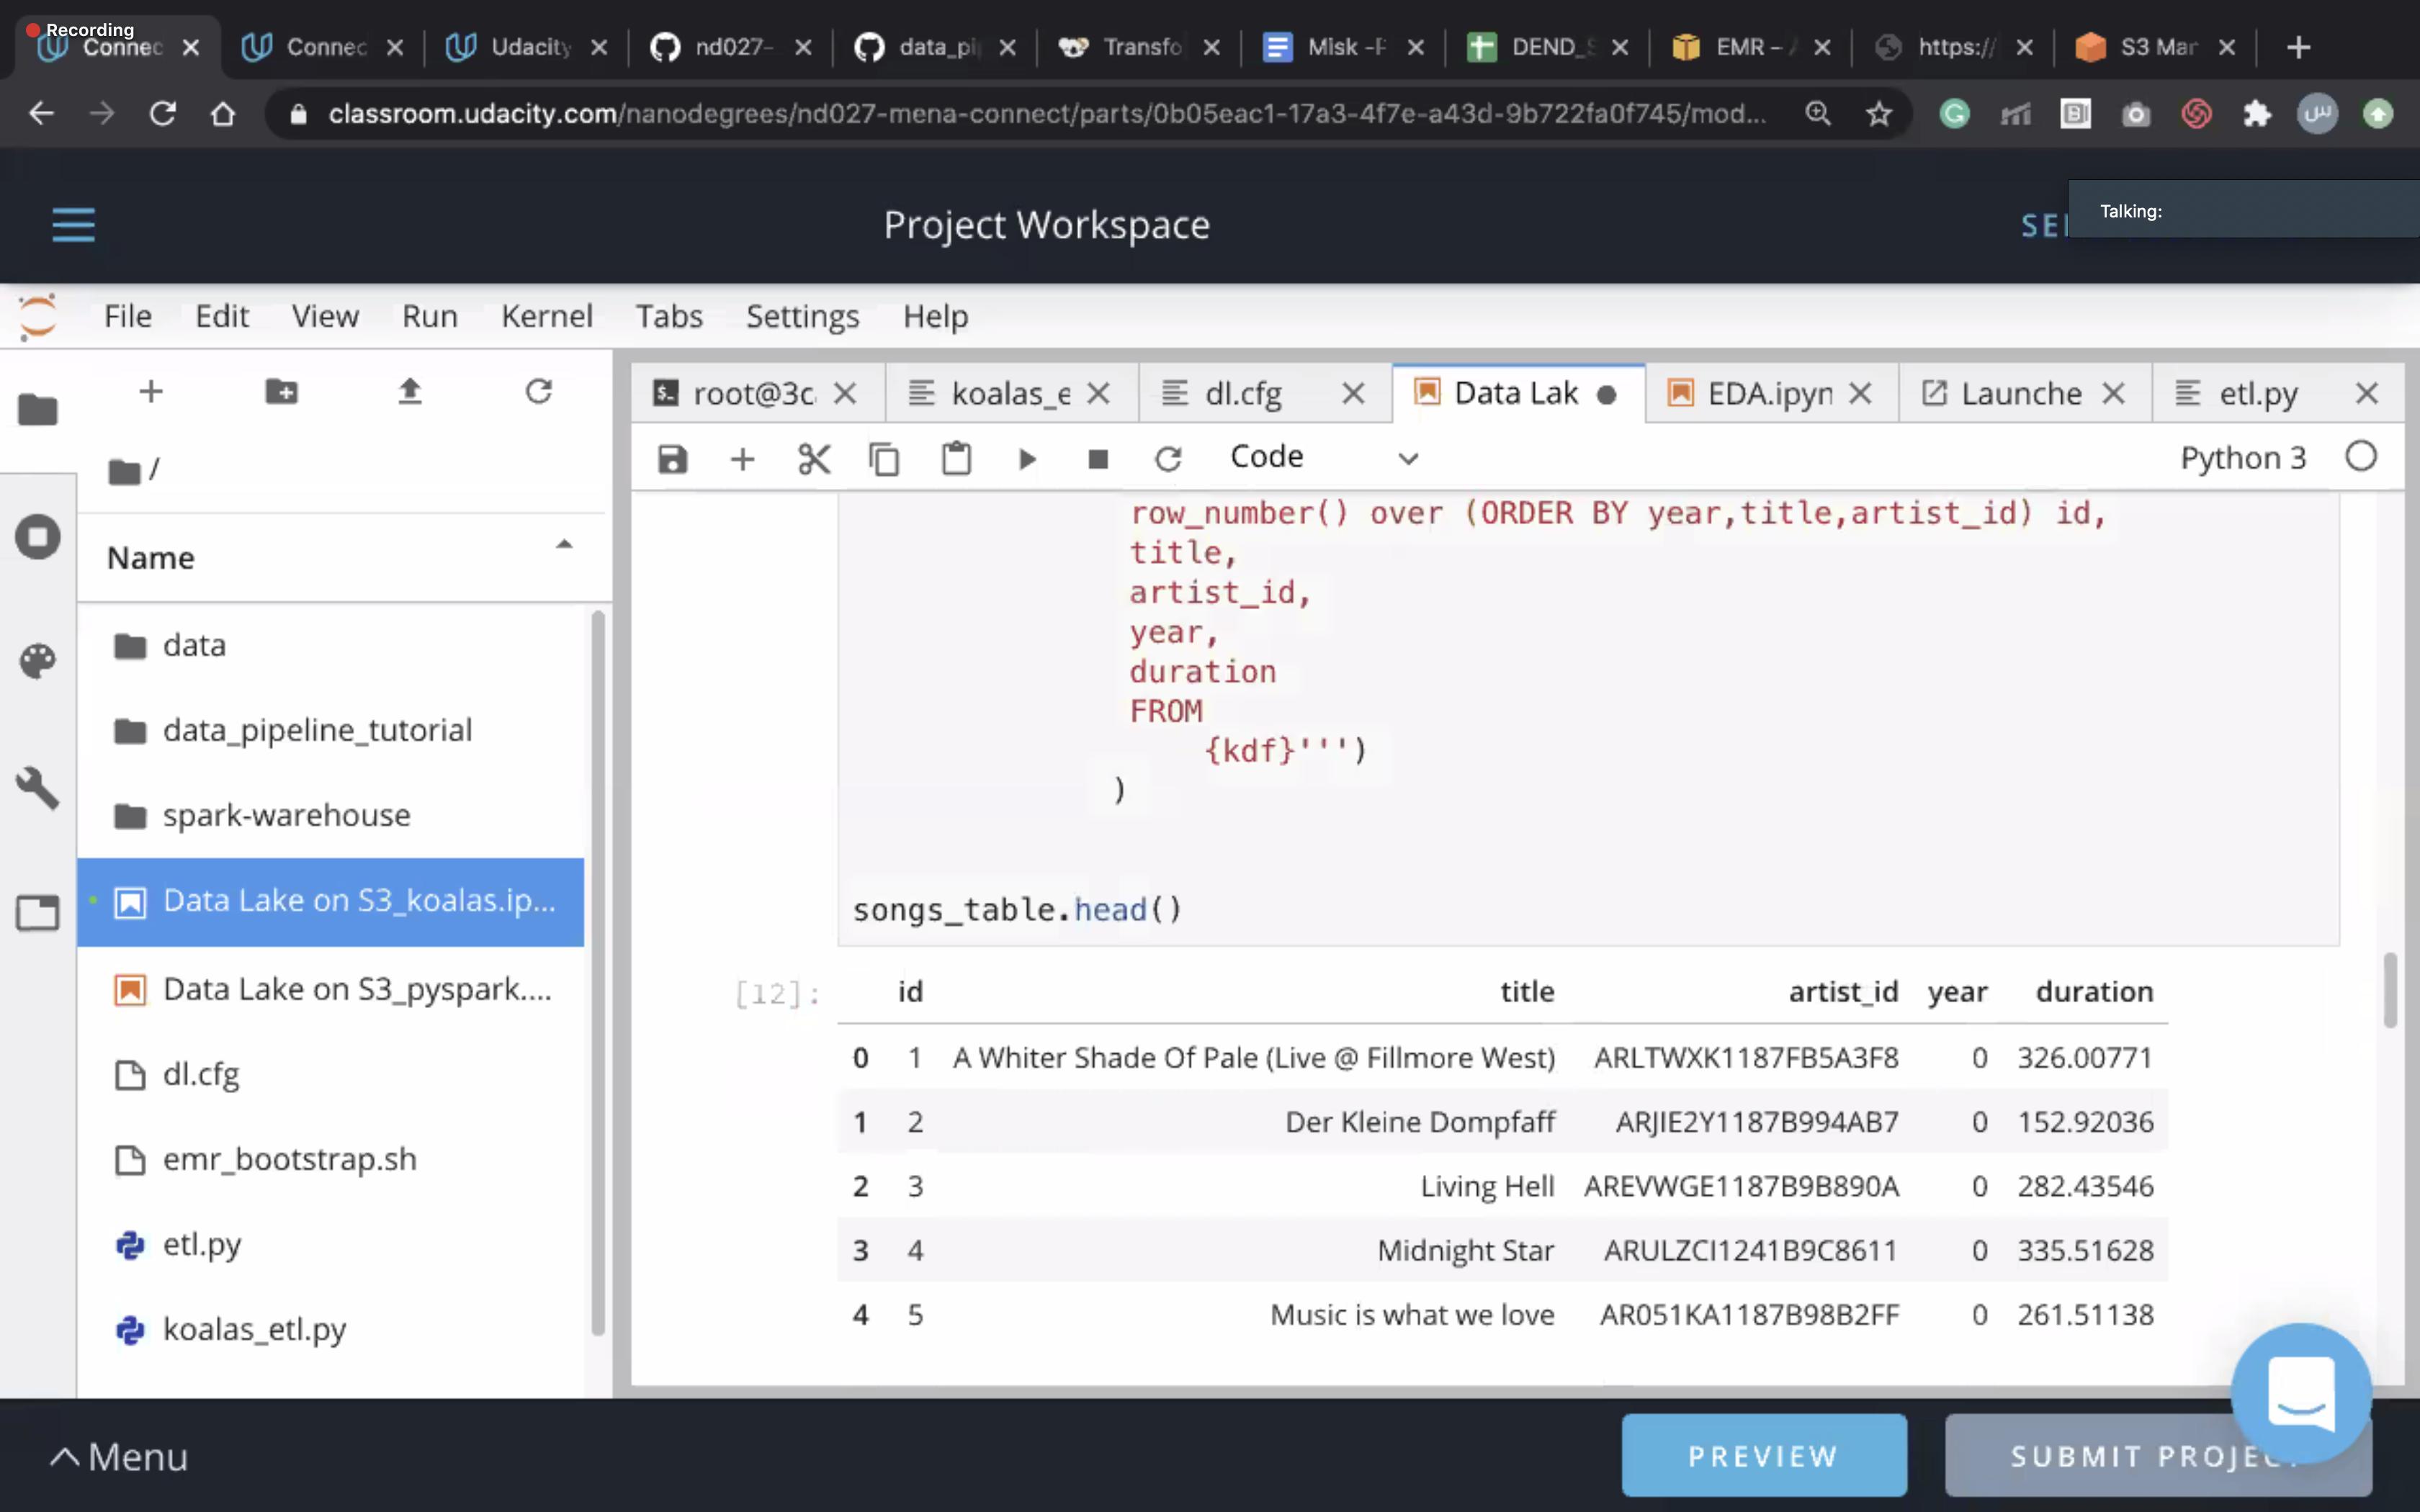 Recording
Connec
Connec
Udacity
nd027-
data_pi
Transfo
Misk -F
DEND_S
EMR – A
https://
S3 Mar
classroom.udacity.com/nanodegrees/nd027-mena-connect/parts/0b05eac1-17a3-4f7e-a43d-9b722fa0f745/mod...
Project Workspace
SE
Talking:
File Edit View Run Kernel Tabs Settings Help
root@3c
koalas_e
dl.cfg
Data Lak
EDA.ipyn
Launche
etl.py
Code
Python 3
/
Name
data
data_pipeline_tutorial
spark-warehouse
Data Lake on S3_koalas.ip...
Data Lake on S3_pyspark....
dl.cfg
emr_bootstrap.sh
etl.py
koalas_etl.py
row_number() over (ORDER BY year,title,artist_id) id,
title,
artist_id,
year,
duration
FROM
{kdf}''')
)
songs_table.head()
[12]: id title artist_id year duration
0 1 A Whiter Shade Of Pale (Live @ Fillmore West) ARLTWXK1187FB5A3F8 0 326.00771
1 2 Der Kleine Dompfaff ARJIE2Y1187B994AB7 0 152.92036
2 3 Living Hell AREVWGE1187B9B890A 0 282.43546
3 4 Midnight Star ARULZCI1241B9C8611 0 335.51628
4 5 Music is what we love AR051KA1187B98B2FF 0 261.51138
Menu
PREVIEW
SUBMIT PROJECT